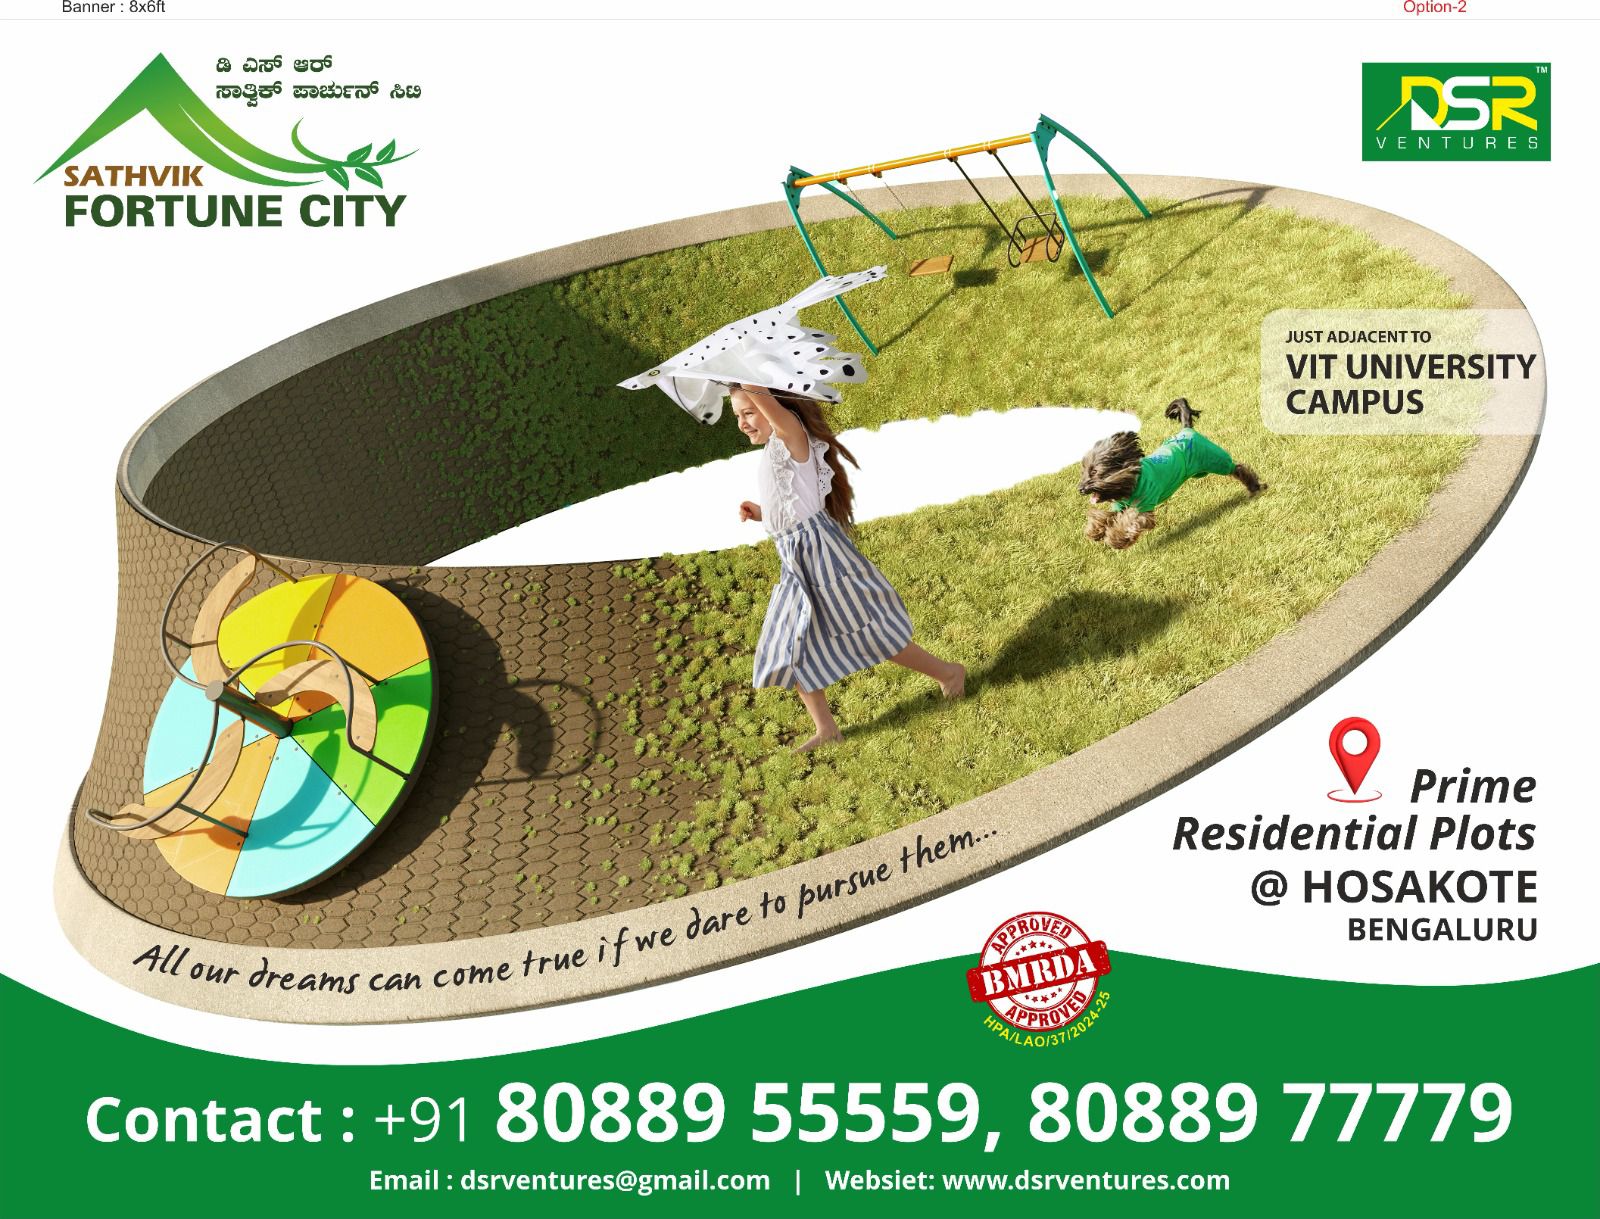 Banner : 8x6ft
Option-2
ಡಿ ಎಸ್ ಆರ್
ಸಾತ್ವಿಕ್ ಫಾರ್ಚುನ್ ಸಿಟಿ
SATHVIK
FORTUNE CITY
DSR TM
VENTURES
JUST ADJACENT TO
VIT UNIVERSITY
CAMPUS
Prime
Residential Plots
@ HOSAKOTE
BENGALURU
All our dreams can come true if we dare to pursue them...
APPROVED
BMRDA
APPROVED
HPA/LAO/37/2024-25
Contact : +91 80889 55559, 80889 77779
Email : dsrventures@gmail.com | Websiet: www.dsrventures.com